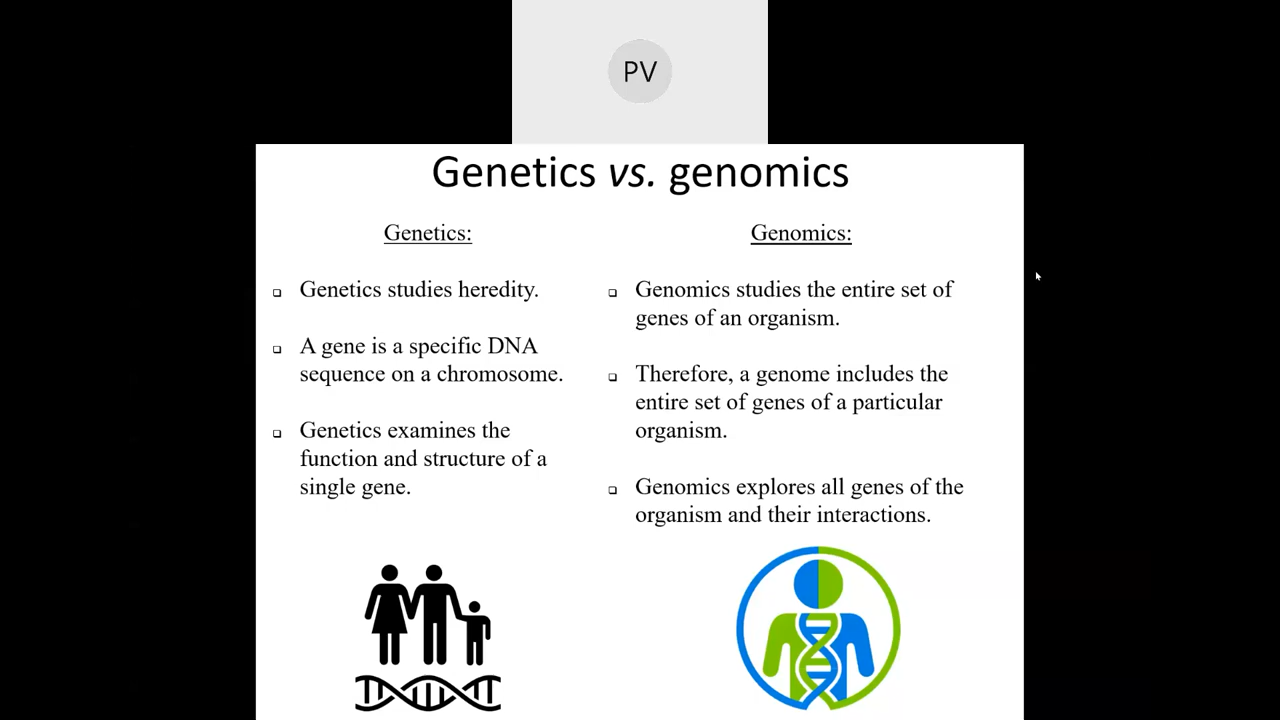 PV
Genetics vs. genomics
Genetics:
Genetics studies heredity.
A gene is a specific DNA
sequence on a chromosome.
Genetics examines the
function and structure of a
single gene.
Genomics:
Genomics studies the entire set of
genes of an organism.
Therefore, a genome includes the
entire set of genes of a particular
organism.
Genomics explores all genes of the
organism and their interactions.